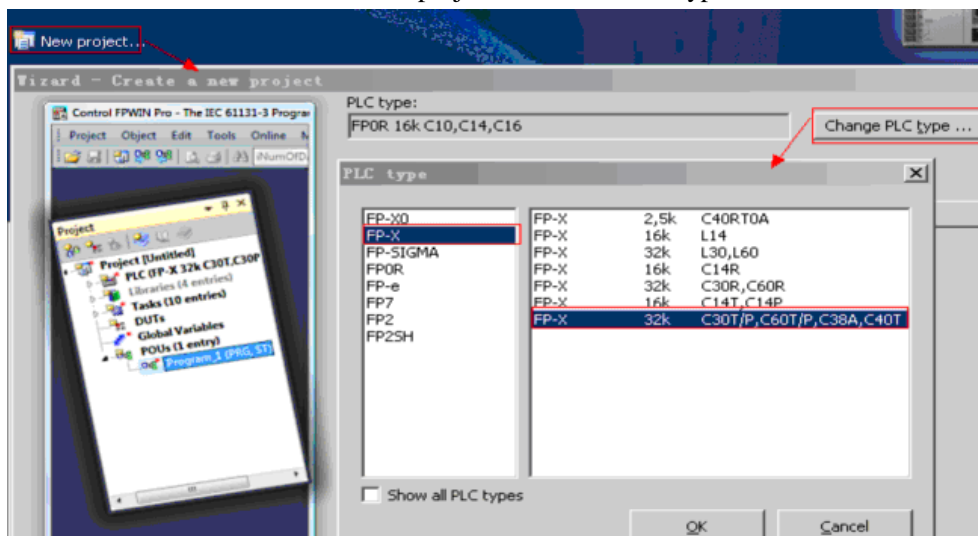 New project...
Wizard - Create a new project
Control FPWIN Pro - The IEC 61131-3 Progra
Project Object Edit Tools Online
iNumOfD
Project
Project [Untitled]
PLC (FP-X 32k C30T,C30P
Libraries (4 entries)
Tasks (10 entries)
DUTs
Global Variables
POUs (1 entry)
Program_1 (PRG, ST)
PLC type:
FP0R 16k C10,C14,C16
Change PLC type ...
PLC type
FP-X0
FP-X
FP-SIGMA
FP0R
FP-e
FP7
FP2
FP2SH
FP-X 2,5k C40RT0A
FP-X 16k L14
FP-X 32k L30,L60
FP-X 16k C14R
FP-X 32k C30R,C60R
FP-X 16k C14T,C14P
FP-X 32k C30T/P,C60T/P,C38A,C40T
Show all PLC types
OK Cancel